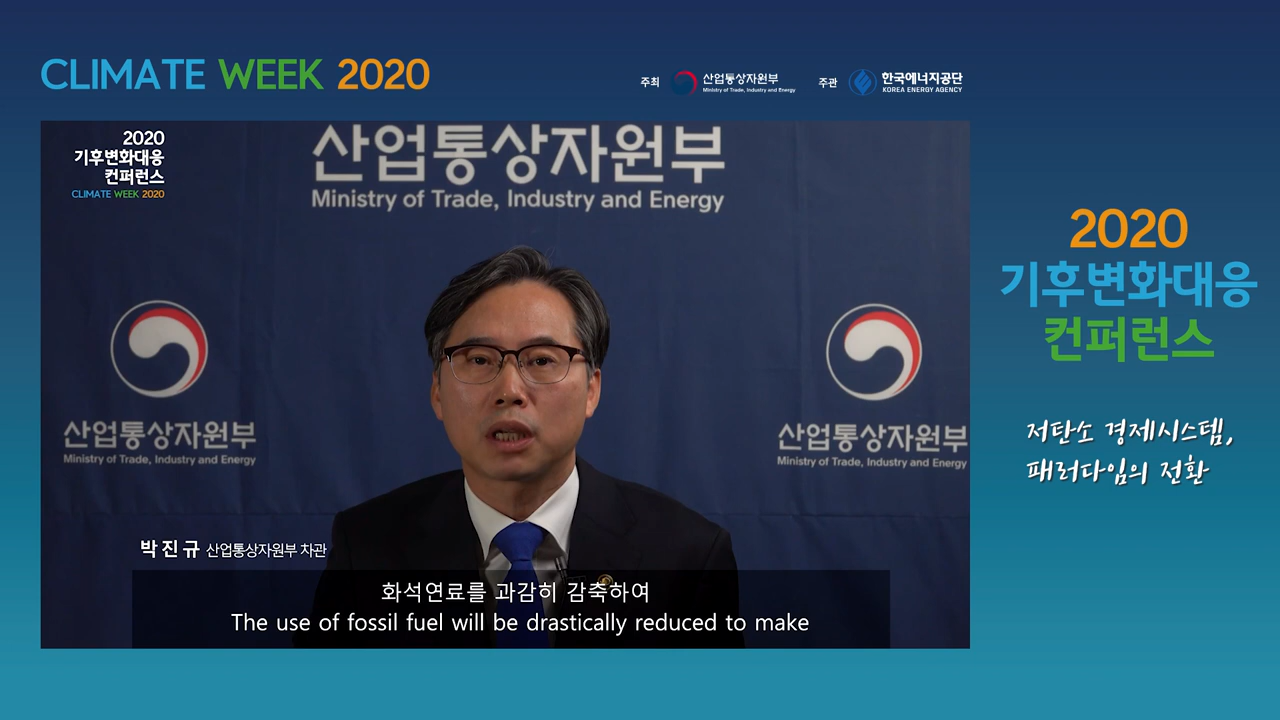 CLIMATE WEEK 2020
주최
산업통상자원부
Ministry of Trade, Industry and Energy
주관
한국에너지공단
KOREA ENERGY AGENCY
2020
기후변화대응
컨퍼런스
CLIMATE WEEK 2020
산업통상자원부
Ministry of Trade, Industry and Energy
산업통상자원부
Ministry of Trade, Industry and Energy
산업통상자원부
Ministry of Trade, Industry and Energy
박진규 산업통상자원부 차관
화석연료를 과감히 감축하여
The use of fossil fuel will be drastically reduced to make
2020
기후변화대응
컨퍼런스
저탄소 경제시스템,
패러다임의 전환